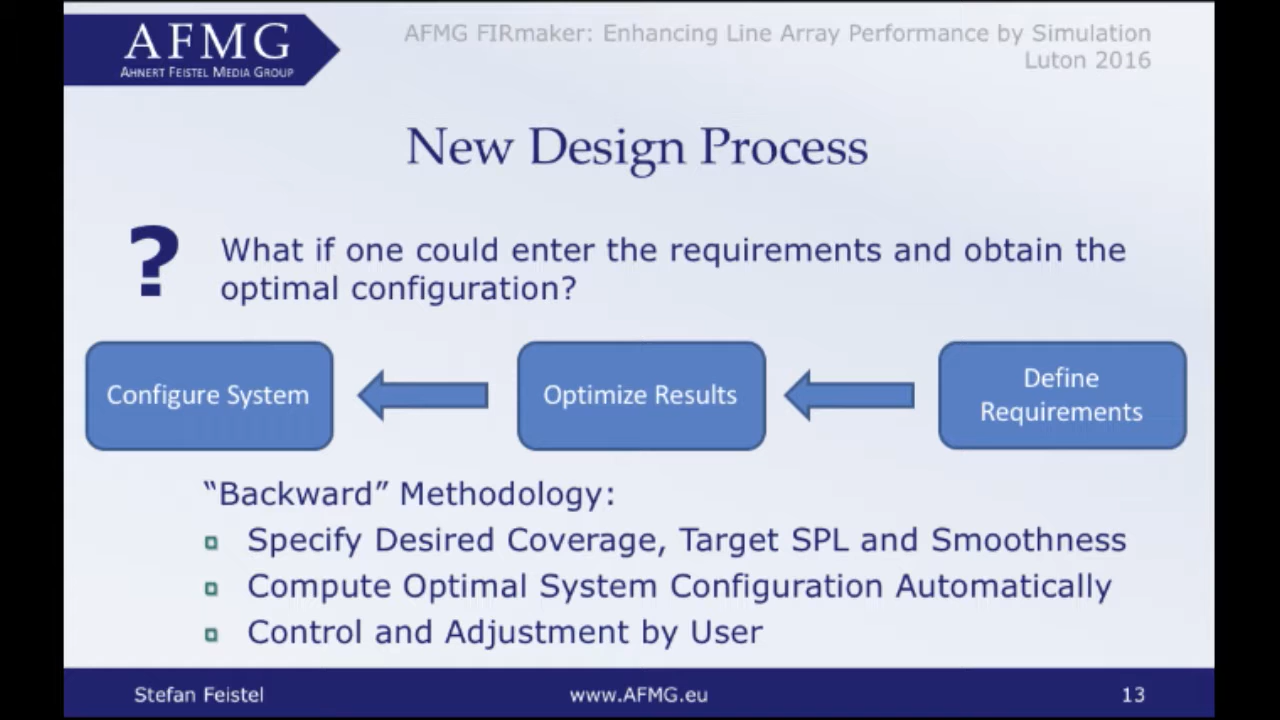 AFMG
AHNERT FEISTEL MEDIA GROUP
AFMG FIRmaker: Enhancing Line Array Performance by Simulation
Luton 2016
New Design Process
?
What if one could enter the requirements and obtain the
optimal configuration?
Configure System
Optimize Results
Define
Requirements
“Backward” Methodology:
Specify Desired Coverage, Target SPL and Smoothness
Compute Optimal System Configuration Automatically
Control and Adjustment by User
Stefan Feistel
www.AFMG.eu
13